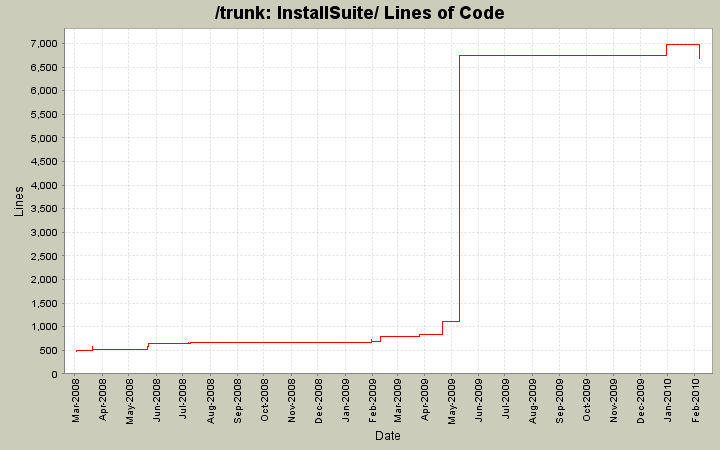 /trunk: InstallSuite/ Lines of Code
Lines
7,000
6,500
6,000
5,500
5,000
4,500
4,000
3,500
3,000
2,500
2,000
1,500
1,000
500
0
Mar-2008
Apr-2008
May-2008
Jun-2008
Jul-2008
Aug-2008
Sep-2008
Oct-2008
Nov-2008
Dec-2008
Jan-2009
Feb-2009
Mar-2009
Apr-2009
May-2009
Jun-2009
Jul-2009
Aug-2009
Sep-2009
Oct-2009
Nov-2009
Dec-2009
Jan-2010
Feb-2010
Date